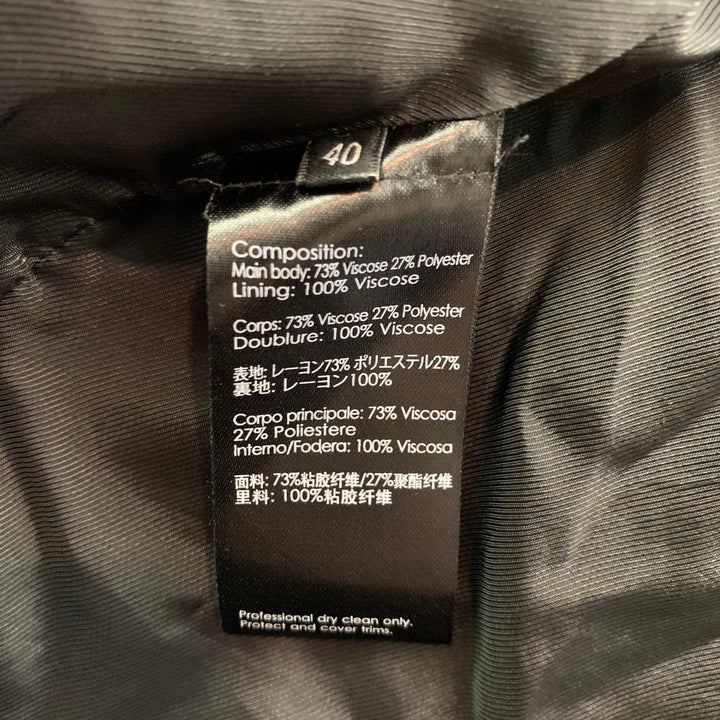 40
Composition:
Main body: 73% Viscose 27% Polyester
Lining: 100% Viscose
Corps: 73% Viscose 27% Polyester
Doublure: 100% Viscose
表地: レーヨン73% ポリエステル27%
裏地: レーヨン100%
Corpo principale: 73% Viscosa
27% Poliestere
Interno/Fodera: 100% Viscosa
面料: 73%粘胶纤维/27%聚酯纤维
里料: 100%粘胶纤维
Professional dry clean only.
Protect and cover trims.